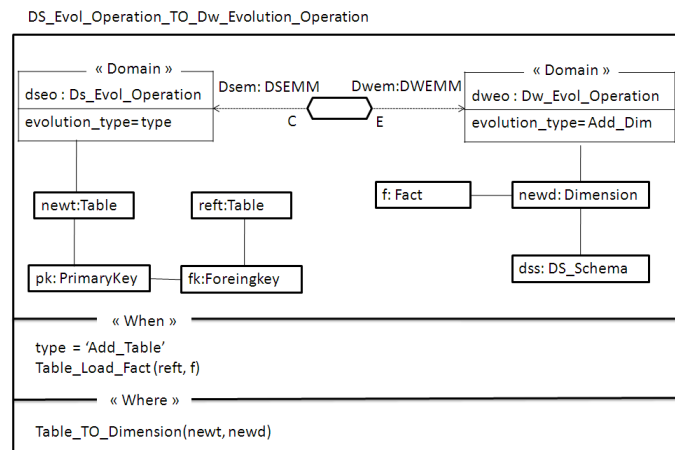 DS_Evol_Operation_TO_Dw_Evolution_Operation
« Domain »
dseo : Ds_Evol_Operation
evolution_type=type
Dsem: DSEMM
Dwem:DWEMM
C
E
« Domain »
dweo : Dw_Evol_Operation
evolution_type= Add_Dim
newt:Table
reft:Table
f: Fact
newd: Dimension
pk: PrimaryKey
fk:Foreingkey
dss: DS_Schema
« When »
type = ‘Add_Table’
Table_Load_Fact (reft, f)
« Where »
Table_TO_Dimension(newt, newd)